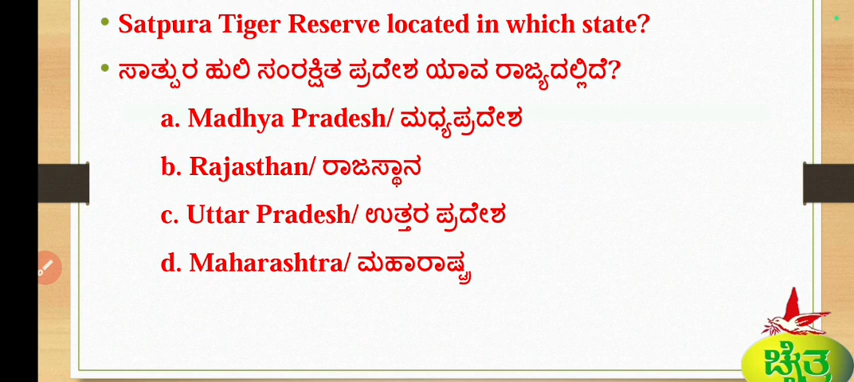 • Satpura Tiger Reserve located in which state?
• ಸಾತ್ಪುರ ಹುಲಿ ಸಂರಕ್ಷಿತ ಪ್ರದೇಶ ಯಾವ ರಾಜ್ಯದಲ್ಲಿದೆ?
a. Madhya Pradesh/ ಮಧ್ಯಪ್ರದೇಶ
b. Rajasthan/ ರಾಜಸ್ಥಾನ
c. Uttar Pradesh/ ಉತ್ತರ ಪ್ರದೇಶ
d. Maharashtra/ ಮಹಾರಾಷ್ಟ್ರ
ಚೈತ್ರ